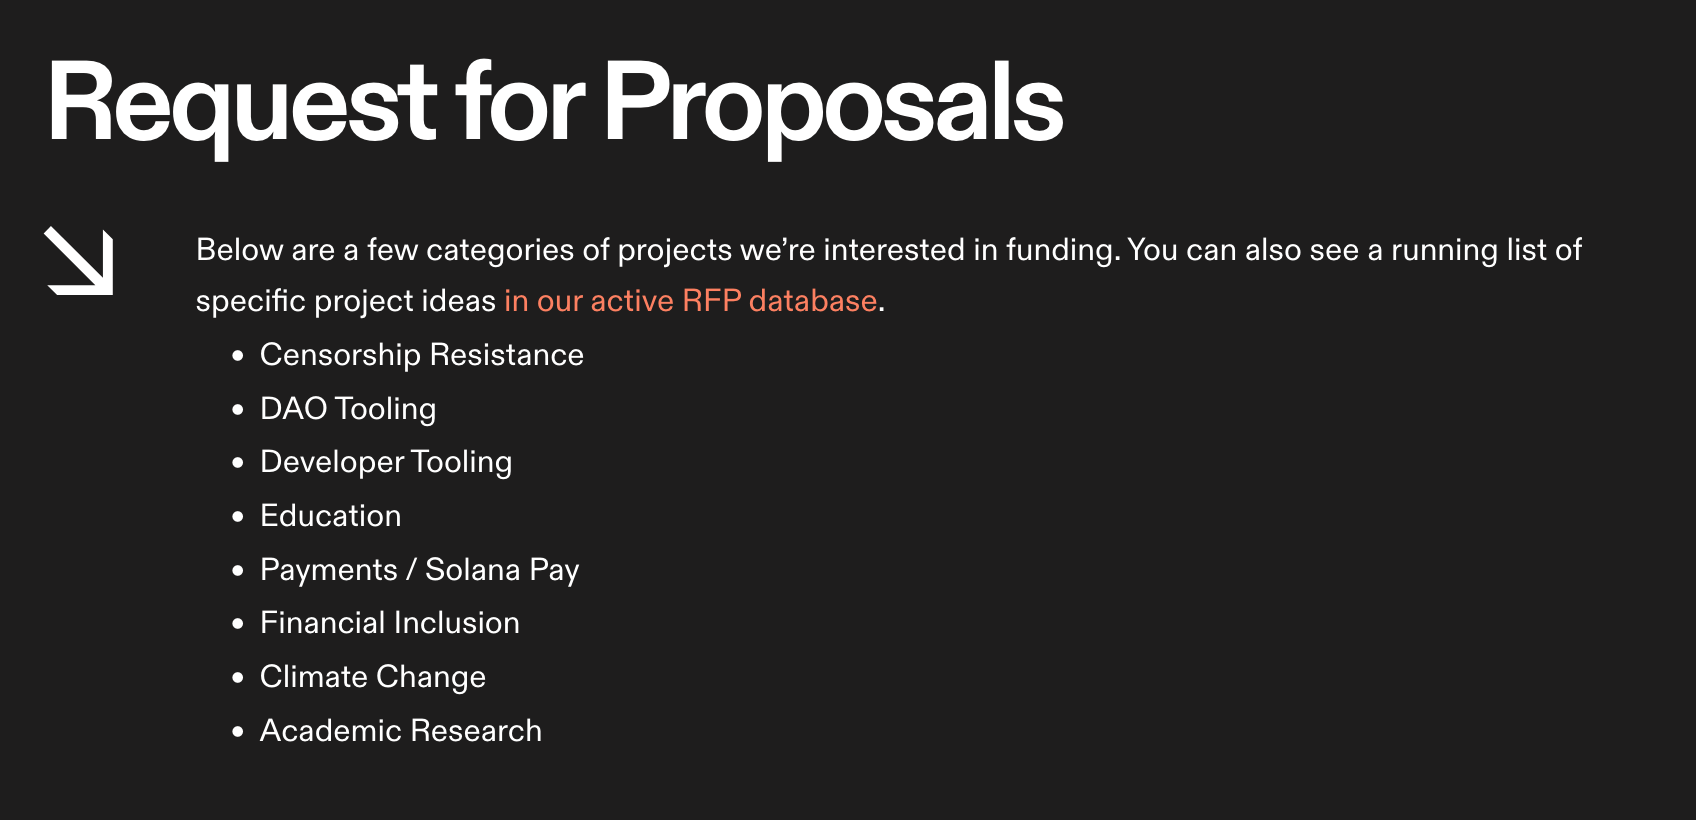 Request for Proposals
Below are a few categories of projects we’re interested in funding. You can also see a running list of
specific project ideas in our active RFP database.
• Censorship Resistance
• DAO Tooling
• Developer Tooling
• Education
• Payments / Solana Pay
• Financial Inclusion
• Climate Change
• Academic Research